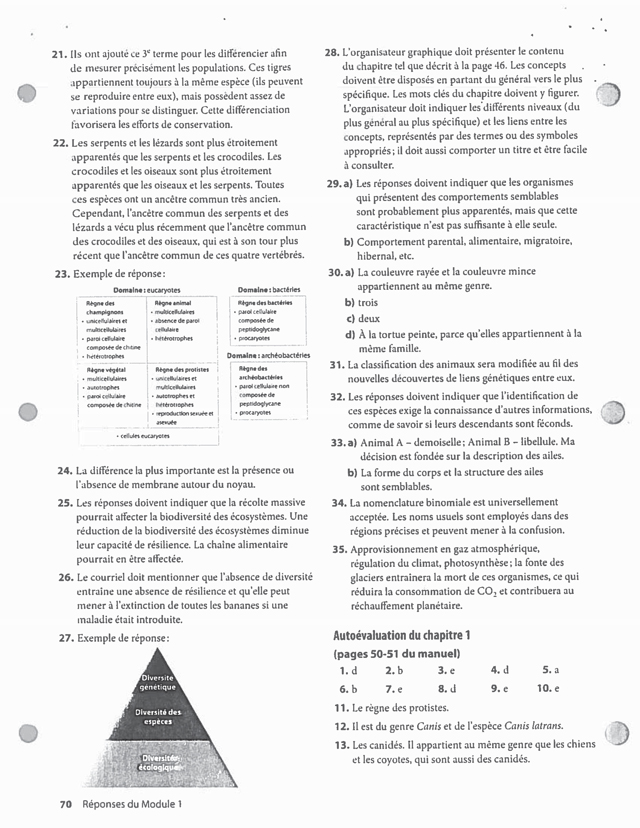 21. Ils ont ajouté ce 3e terme pour les différencier afin
de mesurer précisément les populations. Ces tigres
appartiennent toujours à la même espèce (ils peuvent
se reproduire entre eux), mais possèdent assez de
variations pour se distinguer. Cette différenciation
favorisera les efforts de conservation.
22. Les serpents et les lézards sont plus étroitement
apparentés que les serpents et les crocodiles. Les
crocodiles et les oiseaux sont plus étroitement
apparentés que les oiseaux et les serpents. Toutes
ces espèces ont un ancêtre commun très ancien.
Cependant, l'ancêtre commun des serpents et des
lézards a vécu plus récemment que l'ancêtre commun
des crocodiles et des oiseaux, qui est à son tour plus
récent que l'ancêtre commun de ces quatre vertébrés.
23. Exemple de réponse :
Domaine : eucaryotes
Règne des
champignons
• unicellulaires et
multicellulaires
• paroi cellulaire
composée de chitine
• hétérotrophes
Règne animal
• multicellulaires
• absence de paroi
cellulaire
• hétérotrophes
Règne végétal
• multicellulaires
• autotrophes
• paroi cellulaire
composée de chitine
Règne des protistes
• unicellulaires et
multicellulaires
• autotrophes et
hétérotrophes
• reproduction sexuée et
asexuée
• cellules eucaryotes
Domaine : bactéries
Règne des bactéries
• paroi cellulaire
composée de
peptidoglycane
• procaryotes
Domaine : archéobactéries
Règne des
archéobactéries
• paroi cellulaire non
composée de
peptidoglycane
• procaryotes
24. La différence la plus importante est la présence ou
l'absence de membrane autour du noyau.
25. Les réponses doivent indiquer que la récolte massive
pourrait affecter la biodiversité des écosystèmes. Une
réduction de la biodiversité des écosystèmes diminue
leur capacité de résilience. La chaîne alimentaire
pourrait en être affectée.
26. Le courriel doit mentionner que l'absence de diversité
entraîne une absence de résilience et qu'elle peut
mener à l'extinction de toutes les bananes si une
maladie était introduite.
27. Exemple de réponse :
Diversité
génétique
Diversité des
espèces
Diversité
écologique
70 Réponses du Module 1
28. L'organisateur graphique doit présenter le contenu
du chapitre tel que décrit à la page 46. Les concepts
doivent être disposés en partant du général vers le plus
spécifique. Les mots clés du chapitre doivent y figurer.
L'organisateur doit indiquer les différents niveaux (du
plus général au plus spécifique) et les liens entre les
concepts, représentés par des termes ou des symboles
appropriés ; il doit aussi comporter un titre et être facile
à consulter.
29. a) Les réponses doivent indiquer que les organismes
qui présentent des comportements semblables
sont probablement plus apparentés, mais que cette
caractéristique n'est pas suffisante à elle seule.
b) Comportement parental, alimentaire, migratoire,
hibernal, etc.
30. a) La couleuvre rayée et la couleuvre mince
appartiennent au même genre.
b) trois
c) deux
d) À la tortue peinte, parce qu'elles appartiennent à la
même famille.
31. La classification des animaux sera modifiée au fil des
nouvelles découvertes de liens génétiques entre eux.
32. Les réponses doivent indiquer que l'identification de
ces espèces exige la connaissance d'autres informations,
comme de savoir si leurs descendants sont féconds.
33. a) Animal A – demoiselle ; Animal B – libellule. Ma
décision est fondée sur la description des ailes.
b) La forme du corps et la structure des ailes
sont semblables.
34. La nomenclature binomiale est universellement
acceptée. Les noms usuels sont employés dans des
régions précises et peuvent mener à la confusion.
35. Approvisionnement en gaz atmosphérique,
régulation du climat, photosynthèse ; la fonte des
glaciers entraînera la mort de ces organismes, ce qui
réduira la consommation de CO2 et contribuera au
réchauffement planétaire.
Autoévaluation du chapitre 1
(pages 50-51 du manuel)
1. d 2. b 3. e 4. d 5. a
6. b 7. e 8. d 9. e 10. e
11. Le règne des protistes.
12. Il est du genre Canis et de l'espèce Canis latrans.
13. Les canidés. Il appartient au même genre que les chiens
et les coyotes, qui sont aussi des canidés.